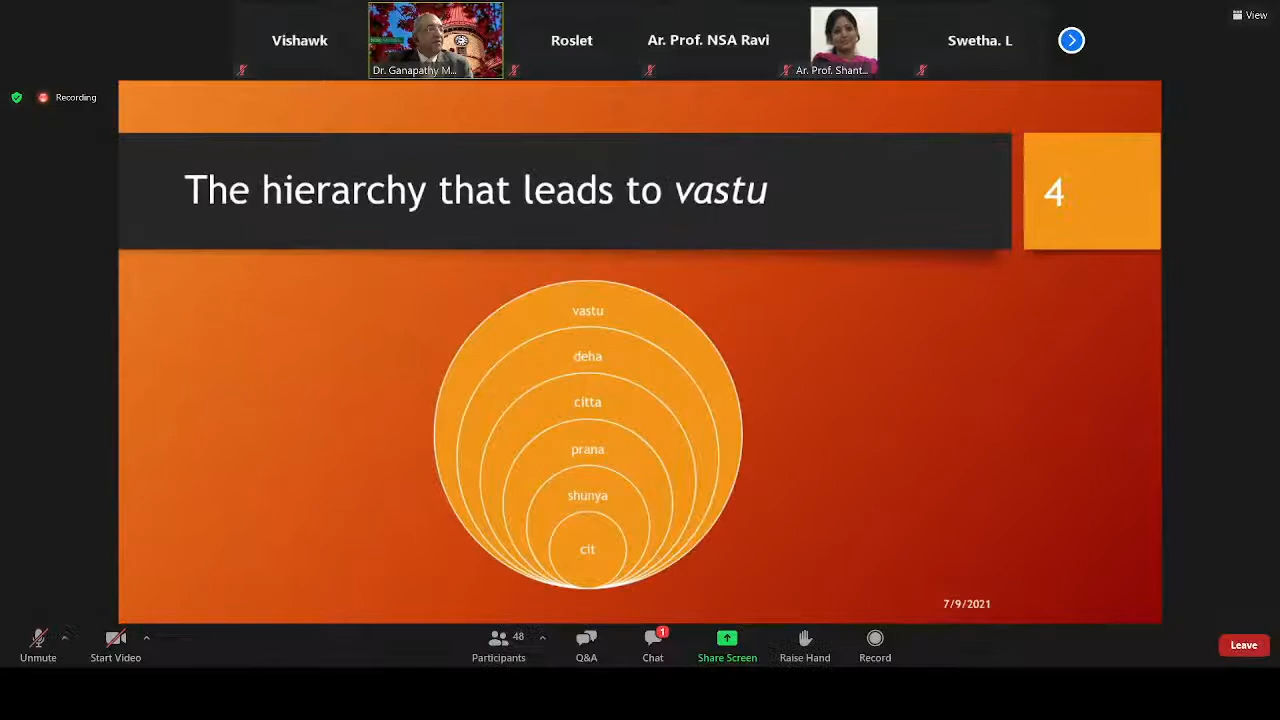 View
Vishawk
Roslet
Ar. Prof. NSA Ravi
Swetha. L
Dr. Ganapathy M...
Ar. Prof. Shant...
Recording
The hierarchy that leads to vastu
4
vastu
deha
citta
prana
shunya
cit
7/9/2021
48
1
Unmute
Start Video
Participants
Q&A
Chat
Share Screen
Raise Hand
Record
Leave